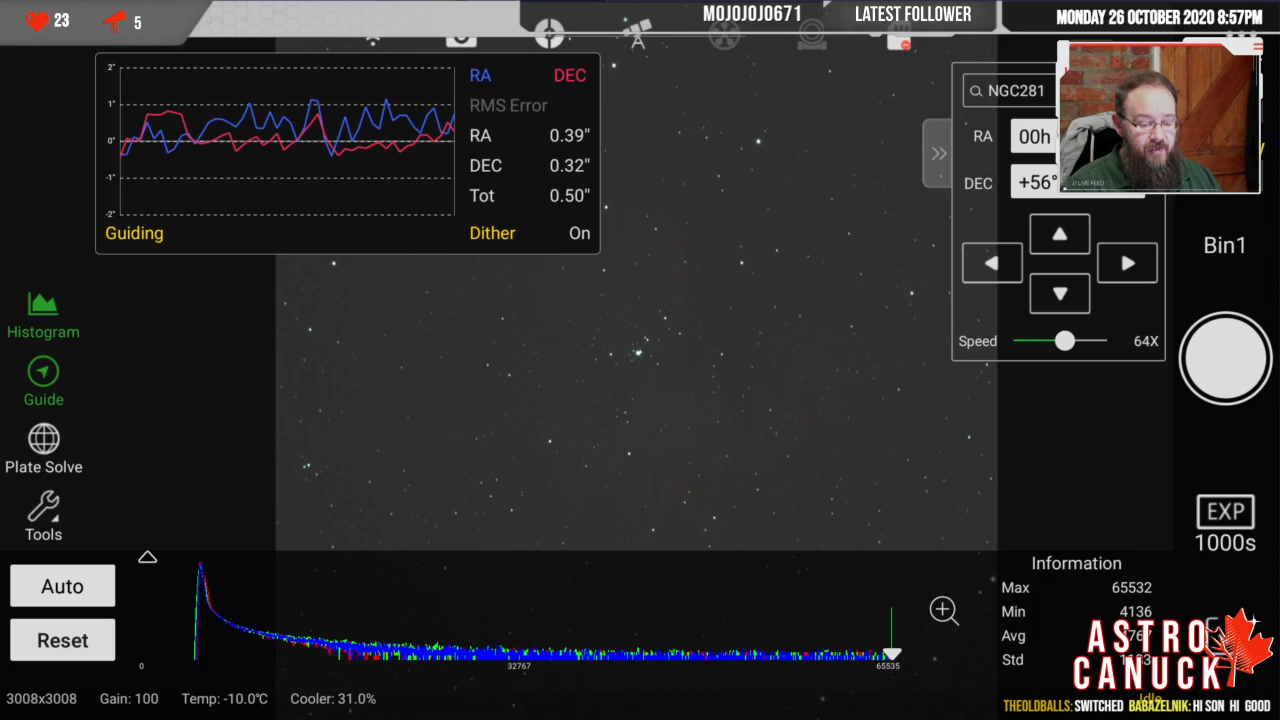 23
5
MOJOJOJO671
LATEST FOLLOWER
MONDAY 26 OCTOBER 2020 8:57PM
2"
1"
0"
-1"
-2"
RA DEC
RMS Error
RA 0.39"
DEC 0.32"
Tot 0.50"
Guiding
Dither On
NGC281
RA 00h
DEC +56°
// LIVE FEED
Speed 64X
Bin1
EXP
1000s
Histogram
Guide
Plate Solve
Tools
Auto
Reset
0
32767
65535
Information
Max 65532
Min 4136
Avg
Std
ASTRO
CANUCK
3008x3008 Gain: 100 Temp: -10.0℃ Cooler: 31.0%
Idle
THEOLDBALLS: SWITCHED BABAZELNIK: HI SON HI GOOD